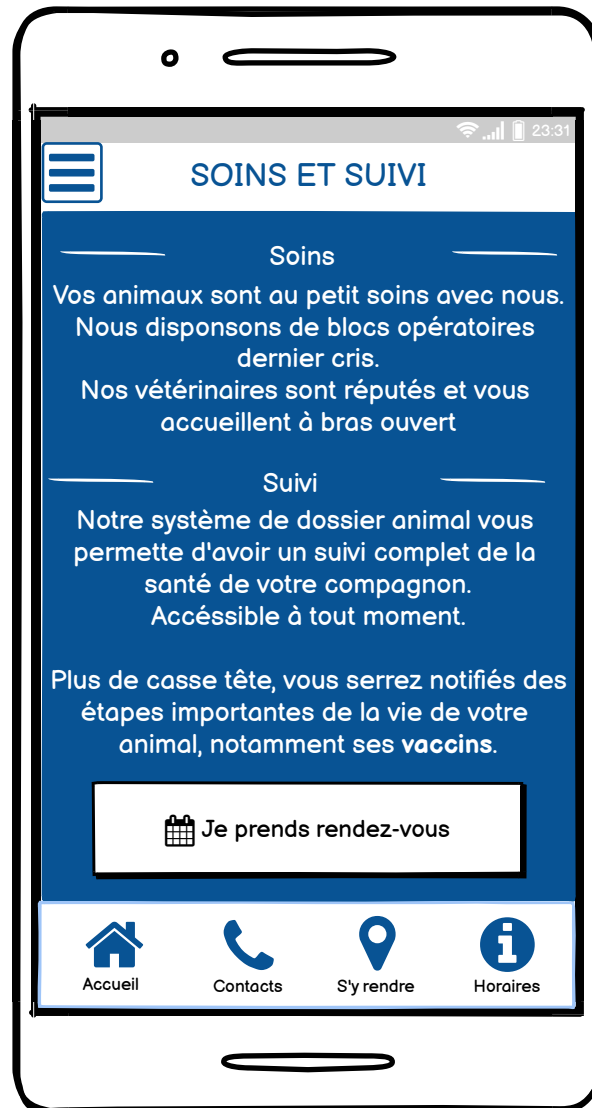 23:31
SOINS ET SUIVI
Soins
Vos animaux sont au petit soins avec nous.
Nous disponsons de blocs opératoires
dernier cris.
Nos vétérinaires sont réputés et vous
accueillent à bras ouvert
Suivi
Notre système de dossier animal vous
permette d'avoir un suivi complet de la
santé de votre compagnon.
Accéssible à tout moment.
Plus de casse tête, vous serrez notifiés des
étapes importantes de la vie de votre
animal, notamment ses vaccins.
Je prends rendez-vous
Accueil
Contacts
S'y rendre
Horaires